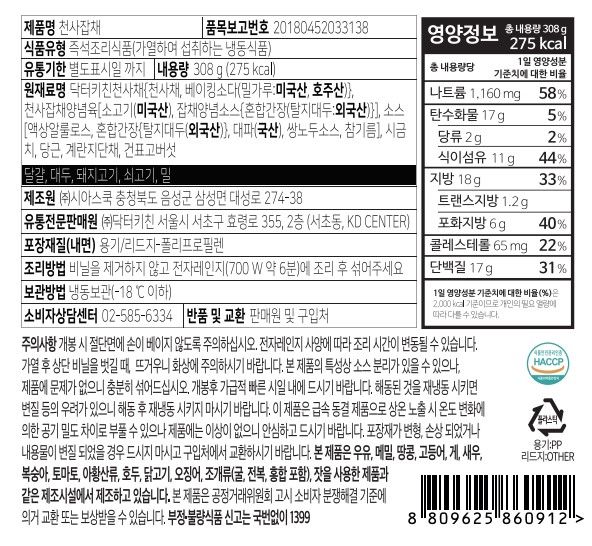 제품명 천사잡채 품목보고번호 20180452033138
식품유형 즉석조리식품(가열하여 섭취하는 냉동식품)
유통기한 별도표시일 까지 내용량 308 g (275 kcal)
원재료명 닥터키친천사채{천사채, 베이킹소다(밀가루:미국산, 호주산)},
천사잡채양념육[소고기(미국산), 잡채양념소스{혼합간장(탈지대두:외국산)}], 소스
[액상알룰로스, 혼합간장{탈지대두(외국산)}, 대파(국산), 쌍노두소스, 참기름], 시금
치, 당근, 계란지단채, 건표고버섯
달걀, 대두, 돼지고기, 쇠고기, 밀
제조원 ㈜시아스쿡 충청북도 음성군 삼성면 대성로 274-38
유통전문판매원 ㈜닥터키친 서울시 서초구 효령로 355, 2층 (서초동, KD CENTER)
포장재질(내면) 용기/리드지-폴리프로필렌
조리방법 비닐을 제거하지 않고 전자레인지(700 W 약 6분)에 조리 후 섞어주세요
보관방법 냉동보관(-18 ℃ 이하)
소비자상담센터 02-585-6334 반품 및 교환 판매원 및 구입처
영양정보 총 내용량 308 g
275 kcal
총 내용량당 1일 영양성분
기준치에 대한 비율
나트륨 1,160 mg 58%
탄수화물 17 g 5%
당류 2 g 2%
식이섬유 11 g 44%
지방 18 g 33%
트랜스지방 1.2 g
포화지방 6 g 40%
콜레스테롤 65 mg 22%
단백질 17 g 31%
1일 영양성분 기준치에 대한 비율(%)은
2,000 kcal 기준이므로 개인의 필요 열량에
따라 다를 수 있습니다.
주의사항 개봉 시 절단면에 손이 베이지 않도록 주의하십시오. 전자레인지 사양에 따라 조리 시간이 변동될 수 있습니다.
가열 후 상단 비닐을 벗길 때, 뜨거우니 화상에 주의하시기 바랍니다. 본 제품의 특성상 소스 분리가 있을 수 있으나,
제품에 문제가 없으니 충분히 섞어드십시오. 개봉후 가급적 빠른 시일 내에 드시기 바랍니다. 해동된 것을 재냉동 시키면
변질 등의 우려가 있으니 해동 후 재냉동 시키지 마시기 바랍니다. 이 제품은 급속 동결 제품으로 상온 노출 시 온도 변화에
의한 공기 밀도 차이로 부풀 수 있으나 제품에는 이상이 없으니 안심하고 드시기 바랍니다. 포장재가 변형, 손상 되었거나
내용물이 변질 되었을 경우 드시지 마시고 구입처에서 교환하시기 바랍니다. 본 제품은 우유, 메밀, 땅콩, 고등어, 게, 새우,
복숭아, 토마토, 아황산류, 호두, 닭고기, 오징어, 조개류(굴, 전복, 홍합 포함), 잣을 사용한 제품과
같은 제조시설에서 제조하고 있습니다. 본 제품은 공정거래위원회 고시 소비자 분쟁해결 기준에
의거 교환 또는 보상받을 수 있습니다. 부정·불량식품 신고는 국번없이 1399
HACCP
플라스틱
용기:PP
리드지:OTHER
8 809625 860912 >